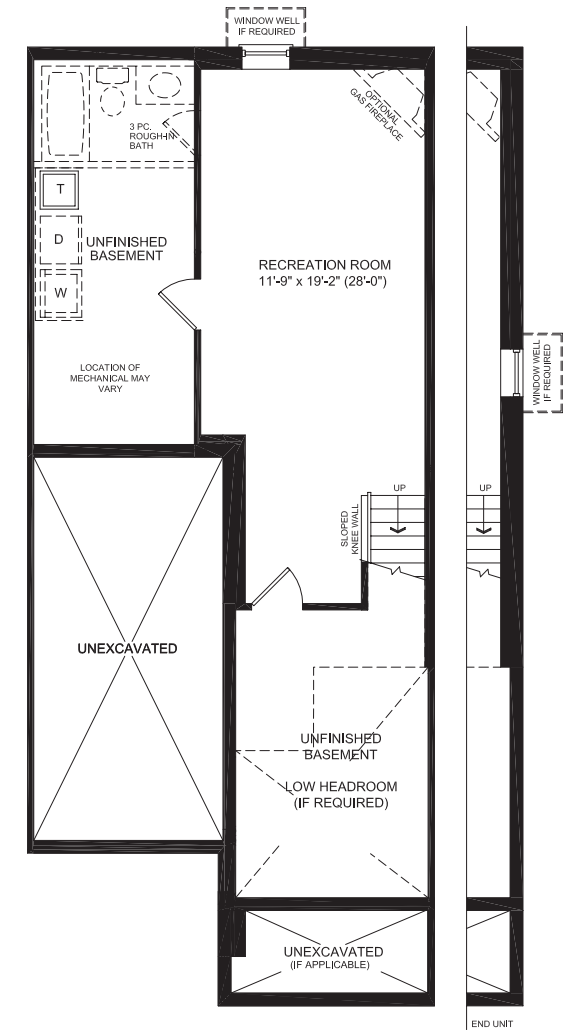 WINDOW WELL
IF REQUIRED
OPTIONAL
GAS FIREPLACE
3 PC.
ROUGH-IN
BATH
T
D
W
UNFINISHED
BASEMENT
RECREATION ROOM
11'-9" x 19'-2" (28'-0")
LOCATION OF
MECHANICAL MAY
VARY
WINDOW WELL
IF REQUIRED
UP
UP
SLOPED
KNEE WALL
UNEXCAVATED
UNFINISHED
BASEMENT
LOW HEADROOM
(IF REQUIRED)
UNEXCAVATED
(IF APPLICABLE)
END UNIT